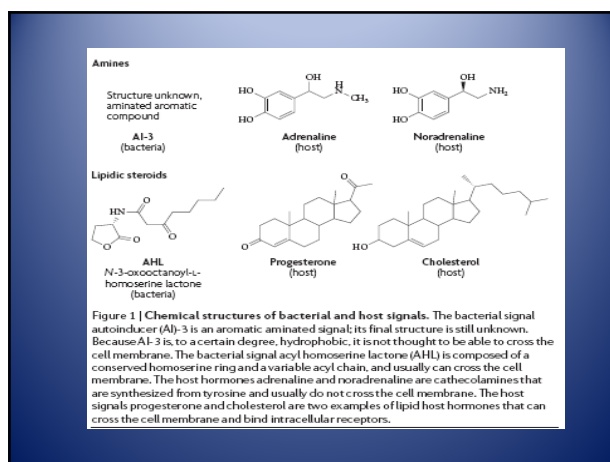 Amines
Structure unknown,
aminated aromatic
compound
AI-3
(bacteria)
HO
HO
OH
H
N
CH₃
Adrenaline
(host)
HO
HO
OH
NH₂
Noradrenaline
(host)
Lipidic steroids
O
HN
O
O
O
AHL
N-3-oxooctanoyl-L-
homoserine lactone
(bacteria)
O
O
Progesterone
(host)
HO
Cholesterol
(host)
Figure 1 | Chemical structures of bacterial and host signals. The bacterial signal
autoinducer (AI)-3 is an aromatic aminated signal; its final structure is still unknown.
Because AI-3 is, to a certain degree, hydrophobic, it is not thought to be able to cross the
cell membrane. The bacterial signal acyl homoserine lactone (AHL) is composed of a
conserved homoserine ring and a variable acyl chain, and usually can cross the cell
membrane. The host hormones adrenaline and noradrenaline are cathecolamines that
are synthesized from tyrosine and usually do not cross the cell membrane. The host
signals progesterone and cholesterol are two examples of lipid host hormones that can
cross the cell membrane and bind intracellular receptors.